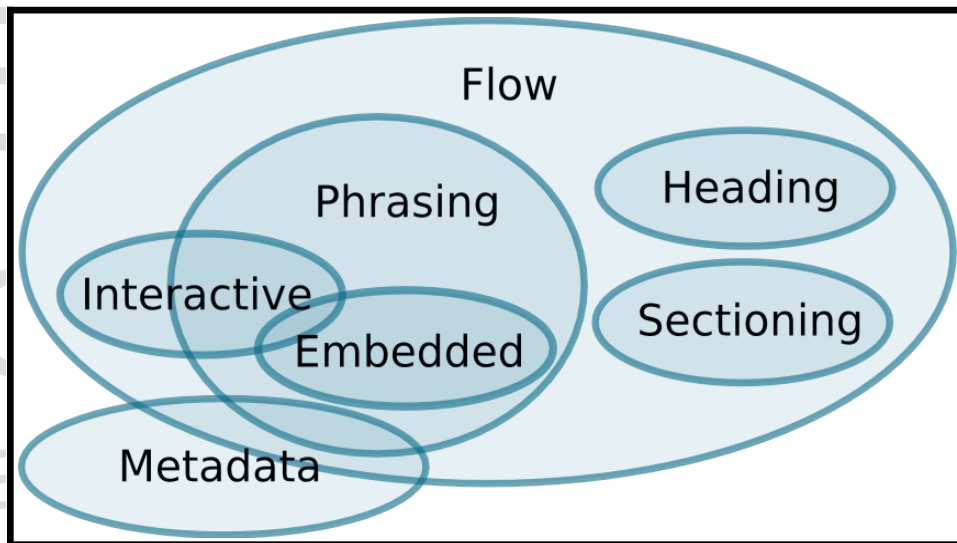 Flow
Phrasing
Heading
Interactive
Sectioning
Embedded
Metadata